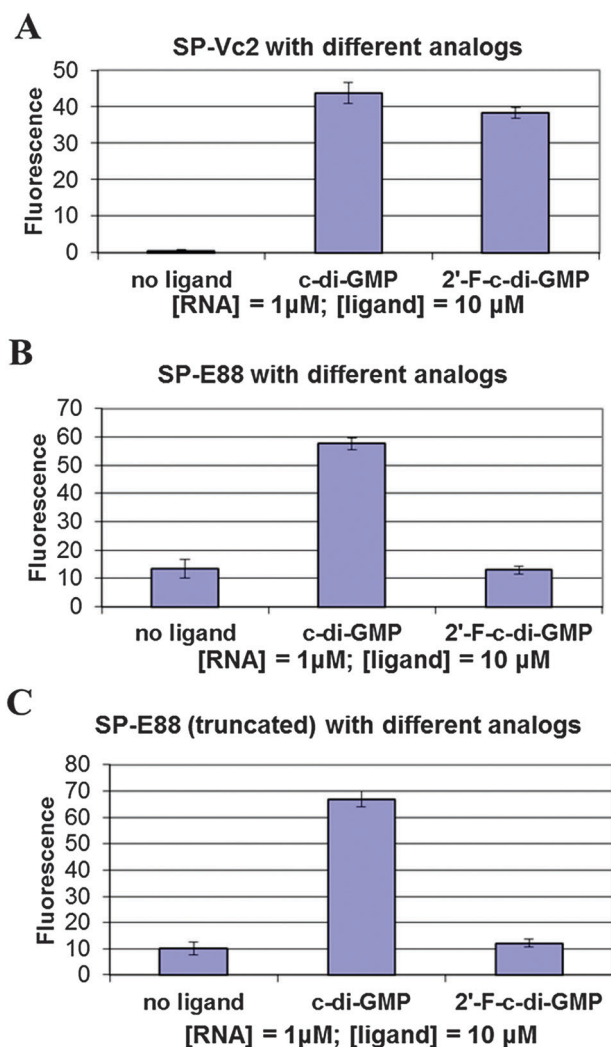 A
SP-Vc2 with different analogs
Fluorescence
50
40
30
20
10
0
no ligand c-di-GMP 2'-F-c-di-GMP
[RNA] = 1µM; [ligand] = 10 µM
B
SP-E88 with different analogs
Fluorescence
70
60
50
40
30
20
10
0
no ligand c-di-GMP 2'-F-c-di-GMP
[RNA] = 1µM; [ligand] = 10 µM
C
SP-E88 (truncated) with different analogs
Fluorescence
80
70
60
50
40
30
20
10
0
no ligand c-di-GMP 2'-F-c-di-GMP
[RNA] = 1µM; [ligand] = 10 µM